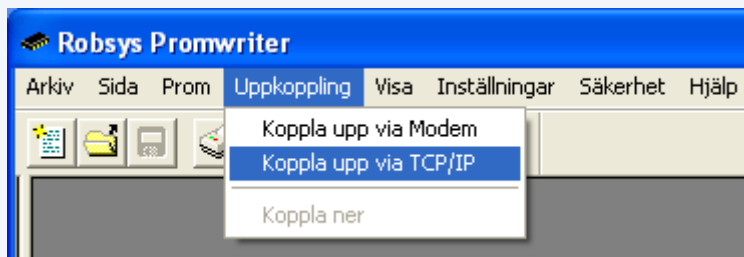 Robsys Promwriter
Arkiv Sida Prom Uppkoppling Visa Inställningar Säkerhet Hjälp
Koppla upp via Modem
Koppla upp via TCP/IP
Koppla ner